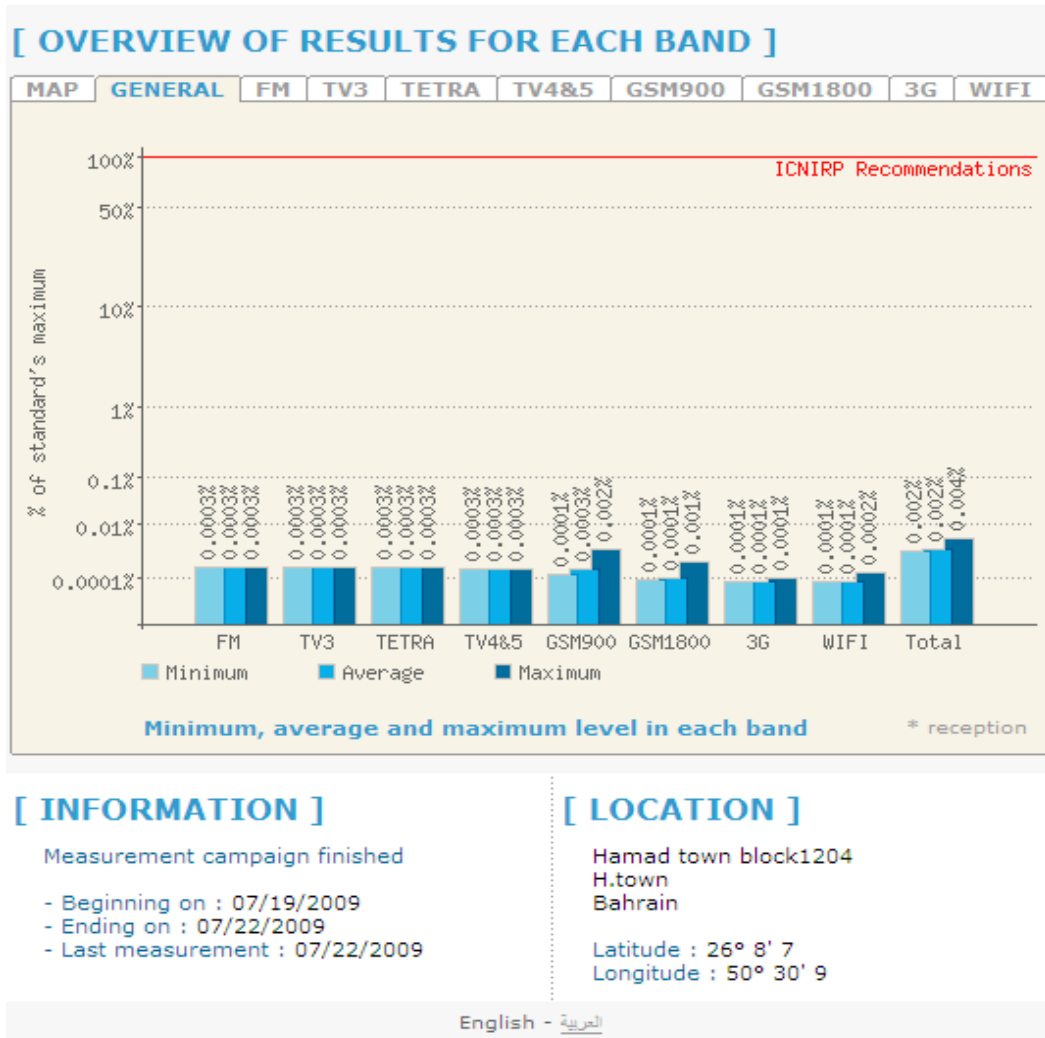 [ OVERVIEW OF RESULTS FOR EACH BAND ]
MAP GENERAL FM TV3 TETRA TV4&5 GSM900 GSM1800 3G WIFI
100%
ICNIRP Recommendations
50%
10%
1%
0.1%
0.01%
0.0001%
% of standard's maximum
0.0003% 0.0003% 0.0003%
0.0003% 0.0003% 0.0003%
0.0003% 0.0003% 0.0003%
0.0003% 0.0003% 0.0003%
0.0001% 0.0003% 0.002%
0.0001% 0.0001% 0.001%
0.0001% 0.0001% 0.0001%
0.0001% 0.0001% 0.0002%
0.002% 0.002% 0.004%
FM TV3 TETRA TV4&5 GSM900 GSM1800 3G WIFI Total
Minimum Average Maximum
Minimum, average and maximum level in each band
* reception
[ INFORMATION ]
Measurement campaign finished
- Beginning on : 07/19/2009
- Ending on : 07/22/2009
- Last measurement : 07/22/2009
[ LOCATION ]
Hamad town block1204
H.town
Bahrain
Latitude : 26° 8' 7
Longitude : 50° 30' 9
English - العربية